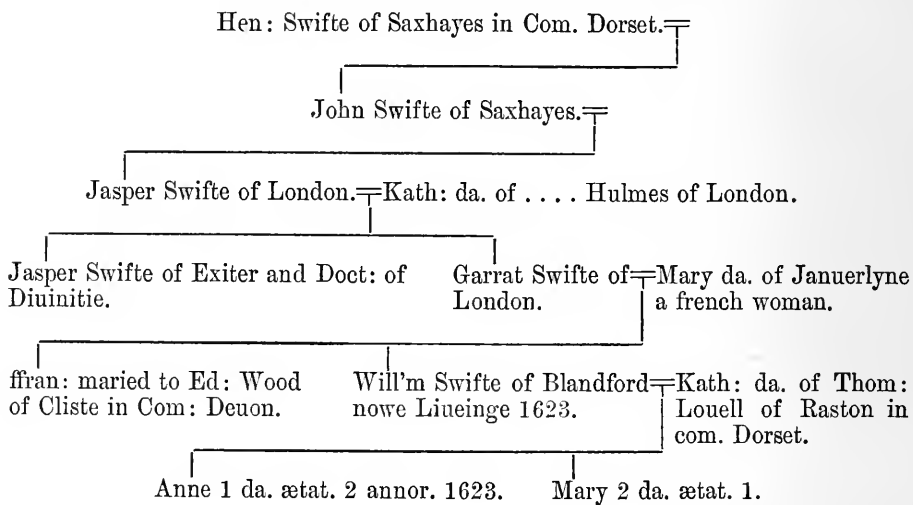 Hen: Swifte of Saxhayes in Com. Dorset.
John Swifte of Saxhayes.
Jasper Swifte of London. Kath: da. of .... Hulmes of London.
Jasper Swifte of Exiter and Doct: of
Diuinitie.
Garrat Swifte of
London.
Mary da. of Januerlyne
a french woman.
ffran: maried to Ed: Wood
of Cliste in Com: Deuon.
Will'm Swifte of Blandford
nowe Liueinge 1623.
Kath: da. of Thom:
Louell of Raston in
com. Dorset.
Anne 1 da. ætat. 2 annor. 1623.
Mary 2 da. ætat. 1.